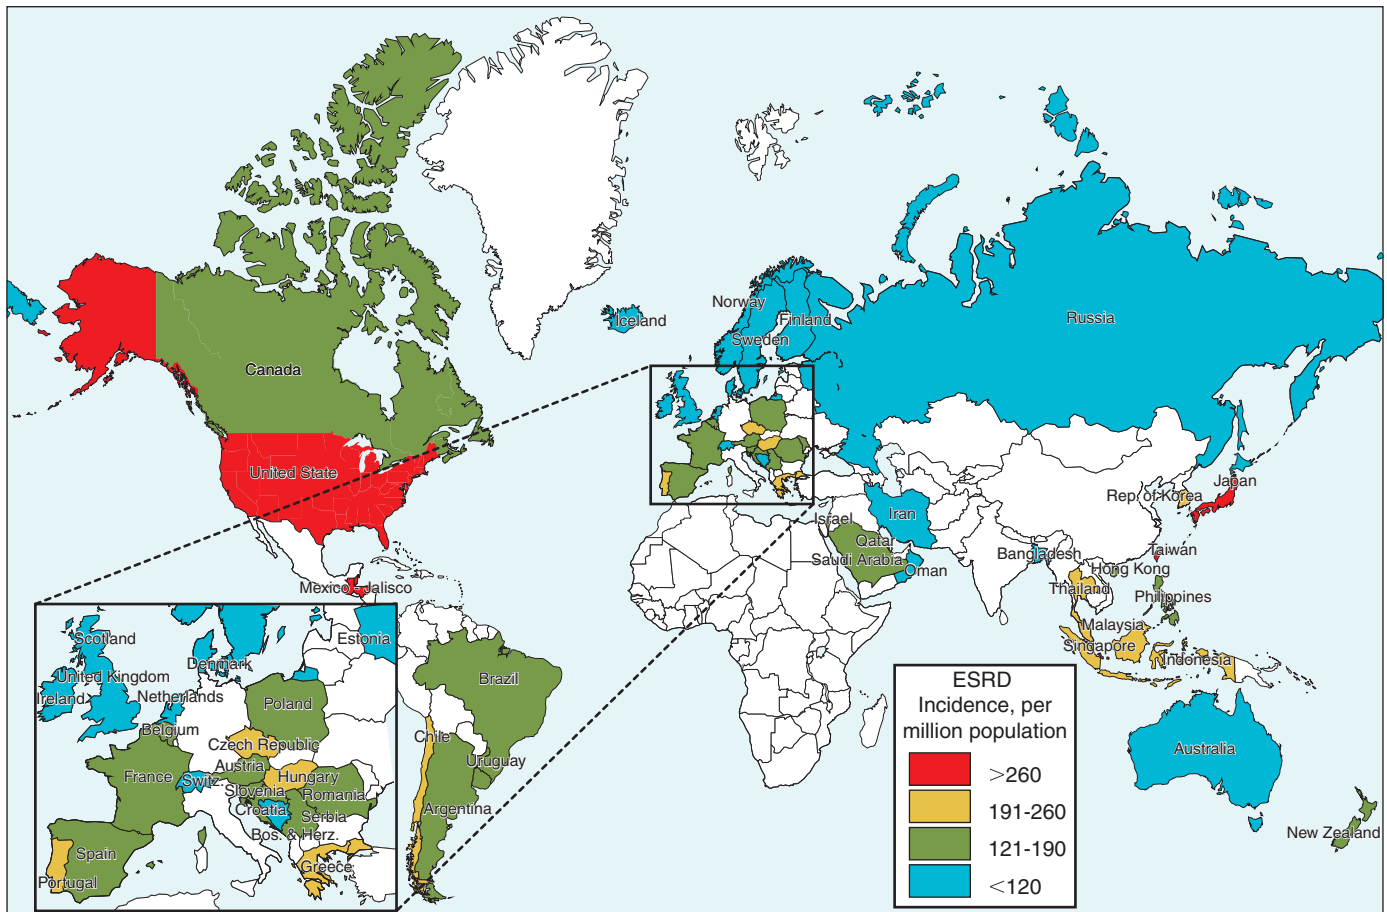 Norway
Iceland
Finland
Sweden
Russia
Canada
United State
Rep. of Korea
Japan
Iran
Israel
Qatar
Saudi Arabia
Oman
Bangladesh
Taiwan
Hong Kong
Thailand
Philippines
Mexico - Jalisco
Malaysia
Singapore
Indonesia
Scotland
Estonia
Denmark
United Kingdom
Ireland
Netherlands
Poland
Belgium
Czech Republic
Austria
France
Switz.
Hungary
Slovenia
Romania
Croatia
Serbia
Bos. & Herz.
Spain
Greece
Portugal
Brazil
Chile
Uruguay
Argentina
Australia
New Zealand
ESRD
Incidence, per
million population
>260
191-260
121-190
<120